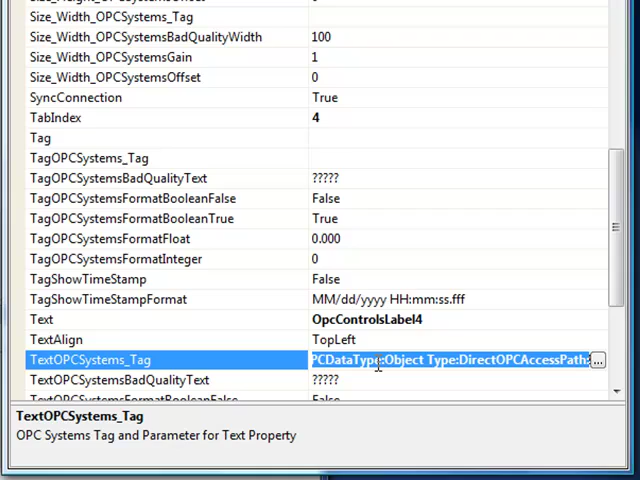 Size_Width_OPCSystems_Tag
Size_Width_OPCSystemsBadQualityWidth 100
Size_Width_OPCSystemsGain 1
Size_Width_OPCSystemsOffset 0
SyncConnection True
TabIndex 4
Tag
TagOPCSystems_Tag
TagOPCSystemsBadQualityText ?????
TagOPCSystemsFormatBooleanFalse False
TagOPCSystemsFormatBooleanTrue True
TagOPCSystemsFormatFloat 0.000
TagOPCSystemsFormatInteger 0
TagShowTimeStamp False
TagShowTimeStampFormat MM/dd/yyyy HH:mm:ss.fff
Text OpcControlsLabel4
TextAlign TopLeft
TextOPCSystems_Tag PCDataType:Object Type:DirectOPCAccessPath: ...
TextOPCSystemsBadQualityText ?????
TextOPCSystemsFormatBooleanFalse False
TextOPCSystems_Tag
OPC Systems Tag and Parameter for Text Property